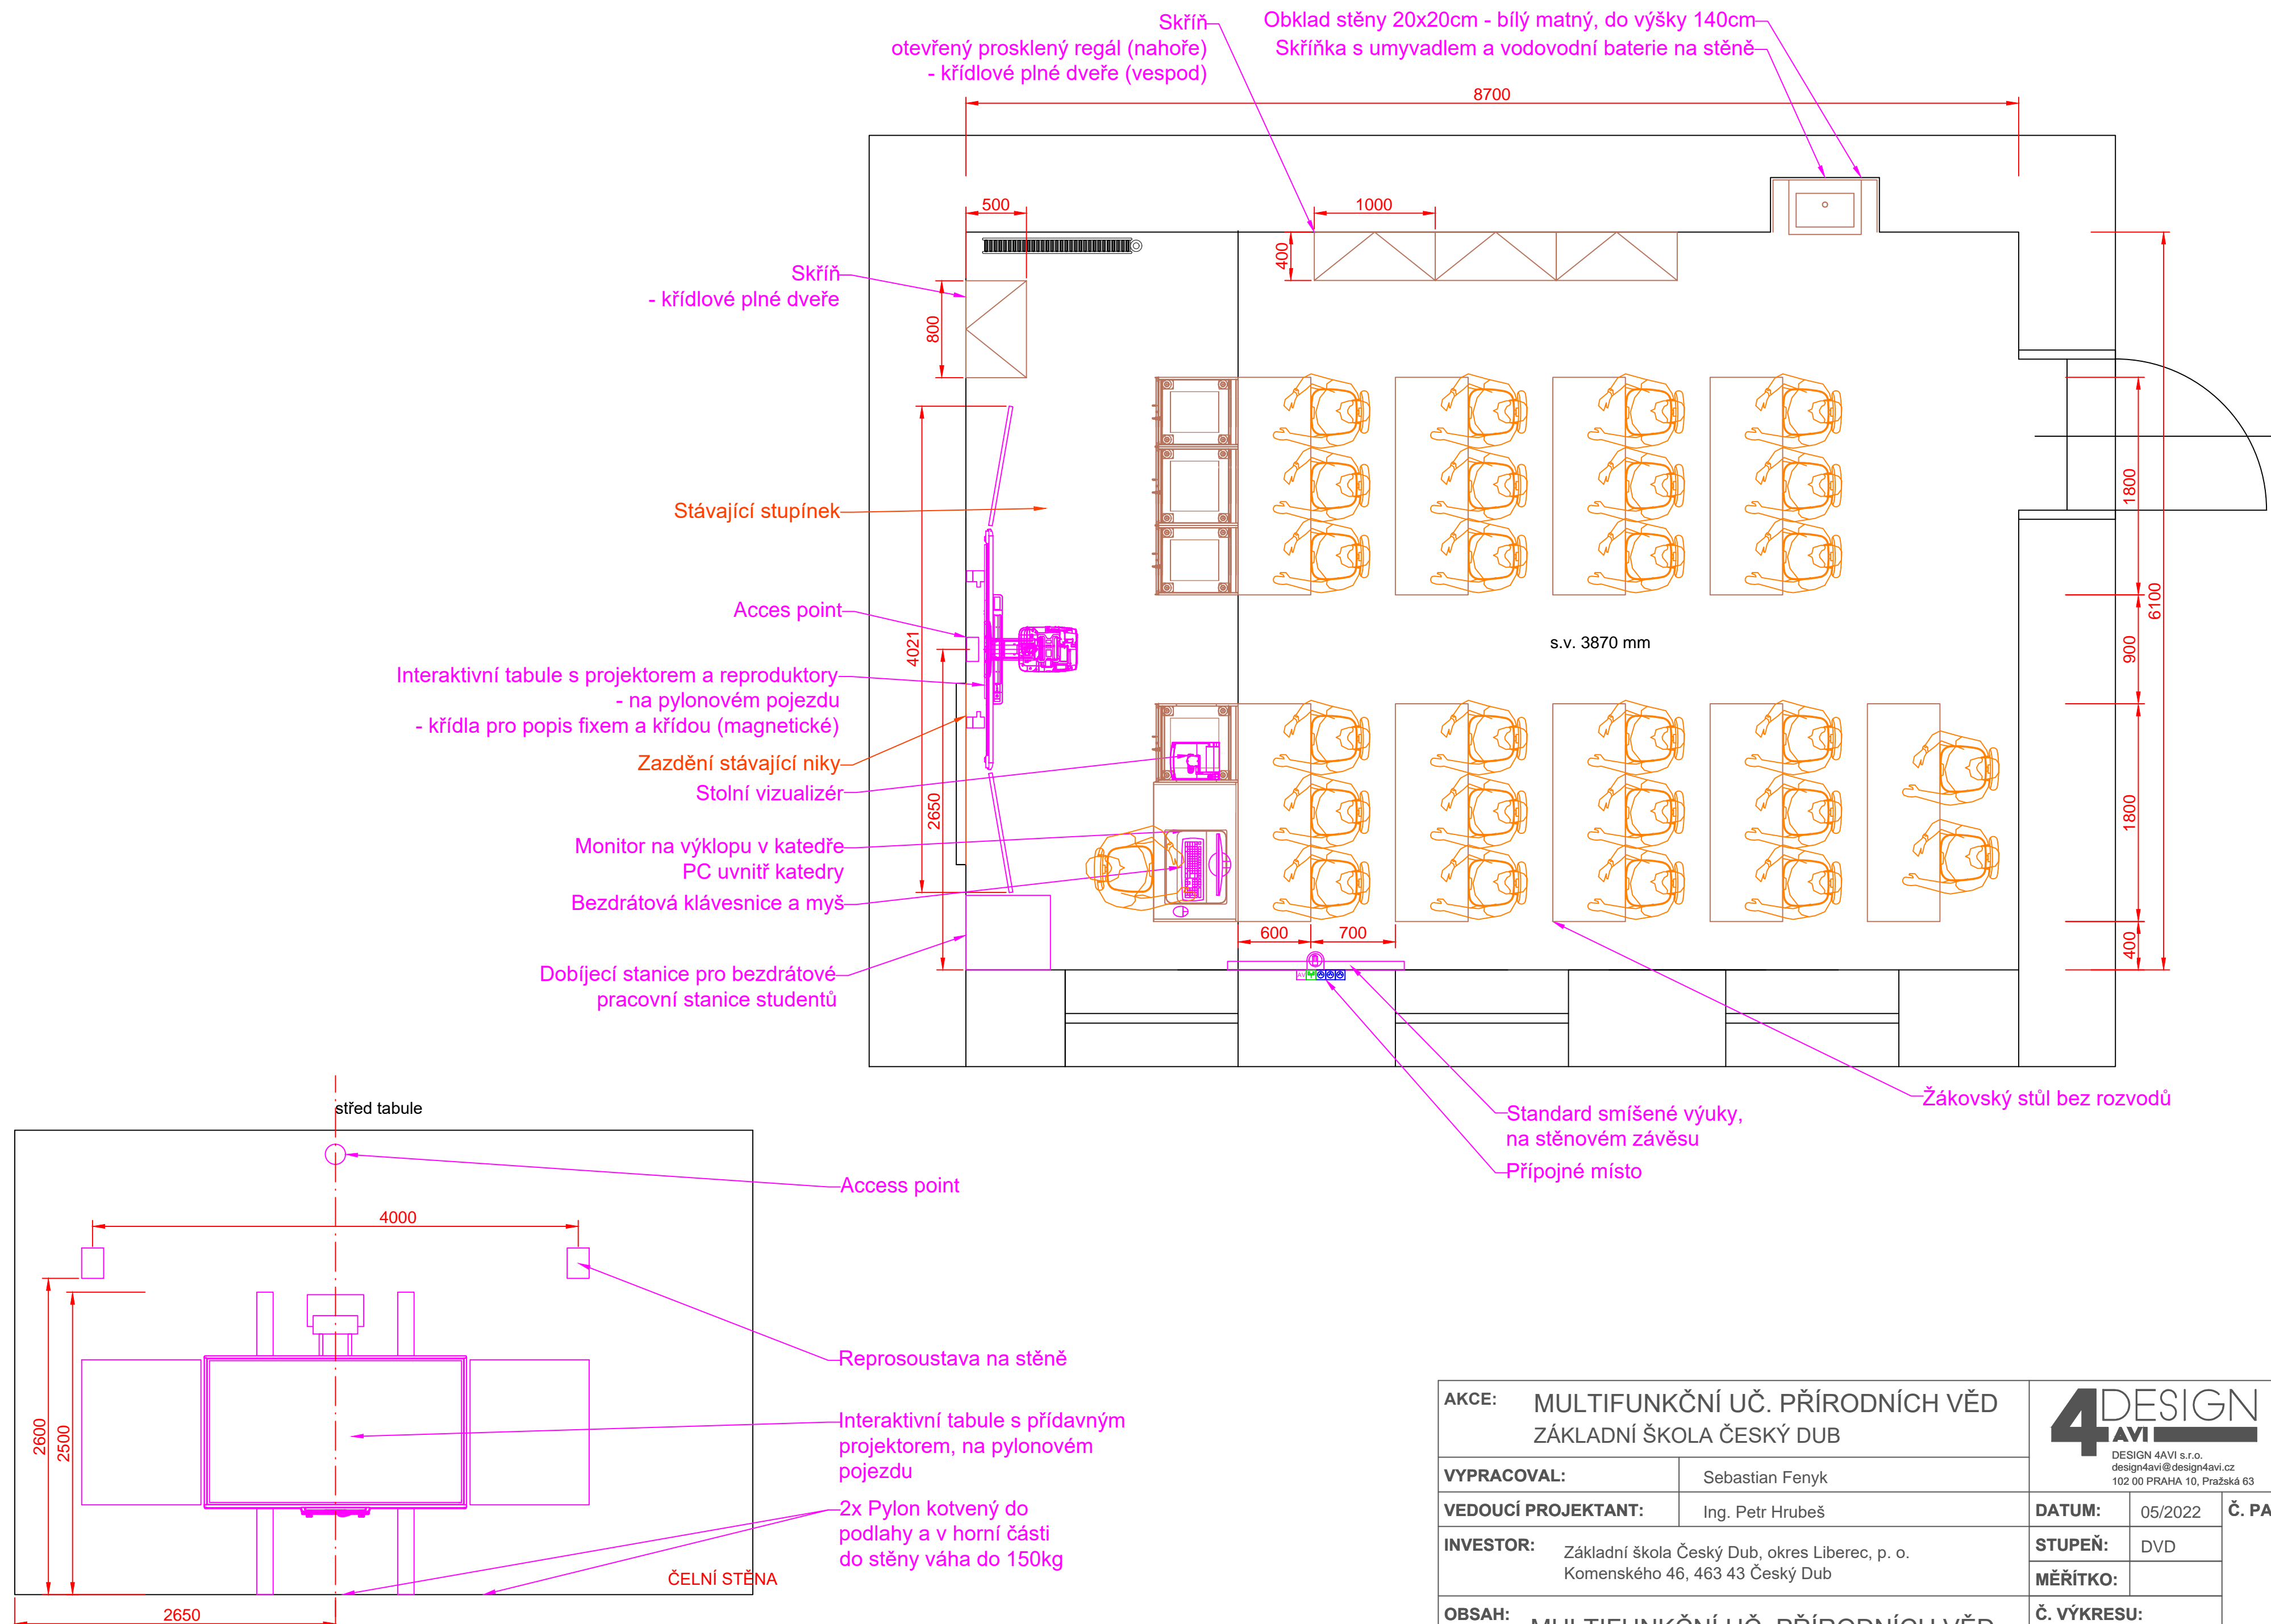 Skříň
otevřený prosklený regál (nahoře)
- křídlové plné dveře (vespod)
Obklad stěny 20x20cm - bílý matný, do výšky 140cm
Skříňka s umyvadlem a vodovodní baterie na stěně
8700
500
1000
400
Skříň
- křídlové plné dveře
800
Stávající stupínek
1800
Acces point
4021
6100
900
s.v. 3870 mm
Interaktivní tabule s projektorem a reproduktory
- na pylonovém pojezdu
- křídla pro popis fixem a křídou (magnetické)
Zazdění stávající niky
Stolní vizualizér
2650
1800
Monitor na výklopu v katedře
PC uvnitř katedry
Bezdrátová klávesnice a myš
600
700
400
Dobíjecí stanice pro bezdrátové
pracovní stanice studentů
Žákovský stůl bez rozvodů
Standard smíšené výuky,
na stěnovém závěsu
Přípojné místo
střed tabule
Access point
4000
Reprosoustava na stěně
2600
2500
Interaktivní tabule s přídavným
projektorem, na pylonovém
pojezdu
2x Pylon kotvený do
podlahy a v horní části
do stěny váha do 150kg
ČELNÍ STĚNA
2650
AKCE: MULTIFUNKČNÍ UČ. PŘÍRODNÍCH VĚD
ZÁKLADNÍ ŠKOLA ČESKÝ DUB
4DESIGN
AVI
DESIGN 4AVI s.r.o.
design4avi@design4avi.cz
102 00 PRAHA 10, Pražská 63
VYPRACOVAL: Sebastian Fenyk
VEDOUCÍ PROJEKTANT: Ing. Petr Hrubeš
DATUM: 05/2022
Č. PA
INVESTOR: Základní škola Český Dub, okres Liberec, p. o.
Komenského 46, 463 43 Český Dub
STUPEŇ: DVD
MĚŘÍTKO:
OBSAH: MULTIFUNKČNÍ UČ. PŘÍRODNÍCH VĚD
Č. VÝKRESU: